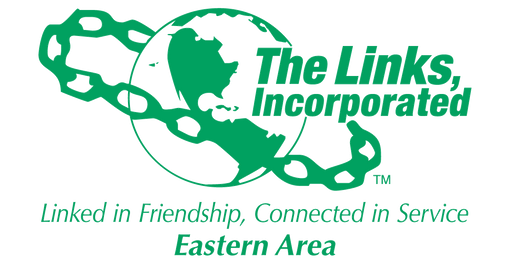 The Links,
Incorporated
TM
Linked in Friendship, Connected in Service
Eastern Area